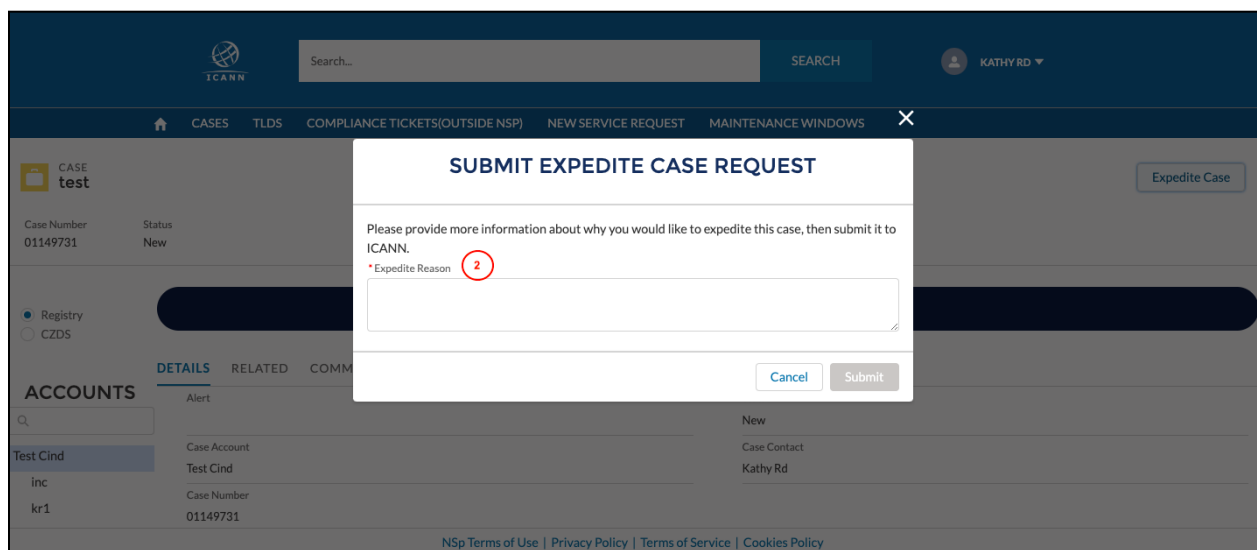 ICANN
Search...
SEARCH
KATHY RD
CASES TLDS COMPLIANCE TICKETS(OUTSIDE NSP) NEW SERVICE REQUEST MAINTENANCE WINDOWS
CASE
test
Expedite Case
Case Number Status
01149731 New
SUBMIT EXPEDITE CASE REQUEST
Please provide more information about why you would like to expedite this case, then submit it to
ICANN.
* Expedite Reason 2
Cancel Submit
Registry
CZDS
DETAILS RELATED COMM
ACCOUNTS
Test Cind
inc
kr1
Alert
New
Case Account Case Contact
Test Cind Kathy Rd
Case Number
01149731
NSp Terms of Use | Privacy Policy | Terms of Service | Cookies Policy